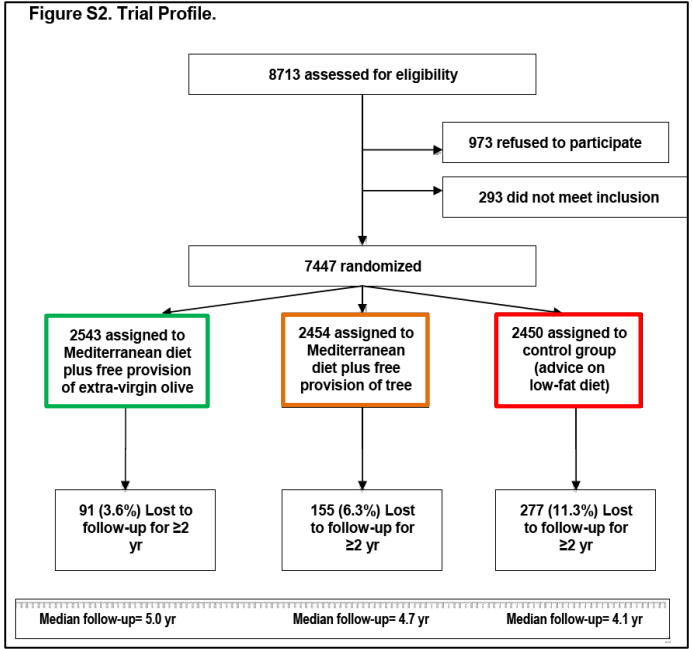 Figure S2. Trial Profile.
8713 assessed for eligibility
973 refused to participate
293 did not meet inclusion
7447 randomized
2543 assigned to
Mediterranean diet
plus free provision
of extra-virgin olive
2454 assigned to
Mediterranean
diet plus free
provision of tree
2450 assigned to
control group
(advice on
low-fat diet)
91 (3.6%) Lost to
follow-up for ≥2
yr
155 (6.3%) Lost
to follow-up for
≥2 yr
277 (11.3%) Lost
to follow-up for
≥2 yr
Median follow-up= 5.0 yr
Median follow-up= 4.7 yr
Median follow-up= 4.1 yr